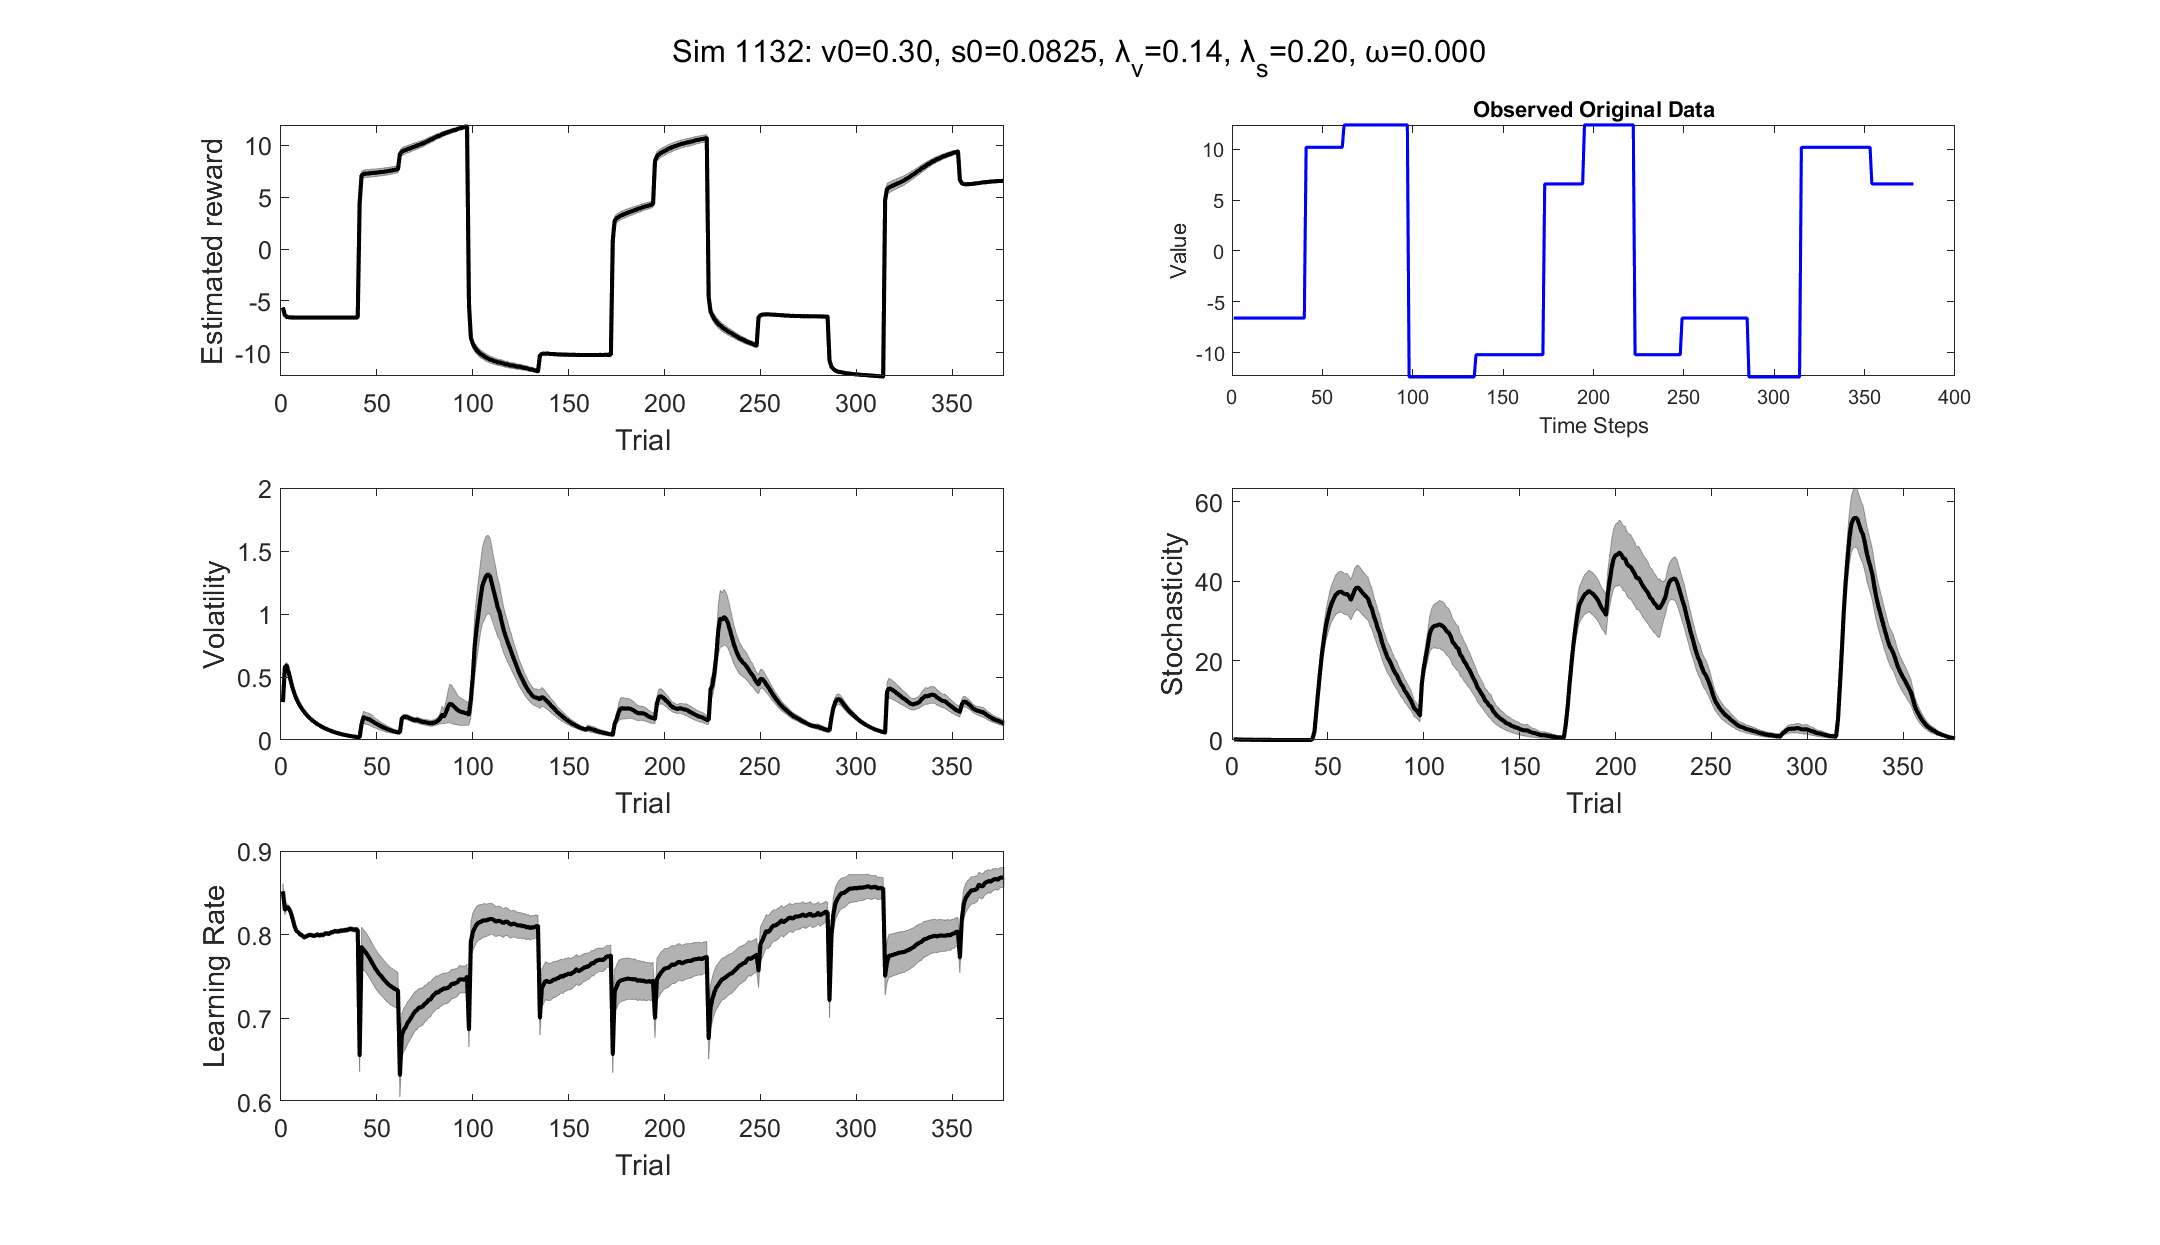 Sim 1132: v0=0.30, s0=0.0825, λv=0.14, λs=0.20, ω=0.000
Estimated reward
10
5
0
-5
-10
0 50 100 150 200 250 300 350
Trial
Observed Original Data
Value
10
5
0
-5
-10
0 50 100 150 200 250 300 350 400
Time Steps
Volatility
2
1.5
1
0.5
0
0 50 100 150 200 250 300 350
Trial
Stochasticity
60
40
20
0
0 50 100 150 200 250 300 350
Trial
Learning Rate
0.9
0.8
0.7
0.6
0 50 100 150 200 250 300 350
Trial